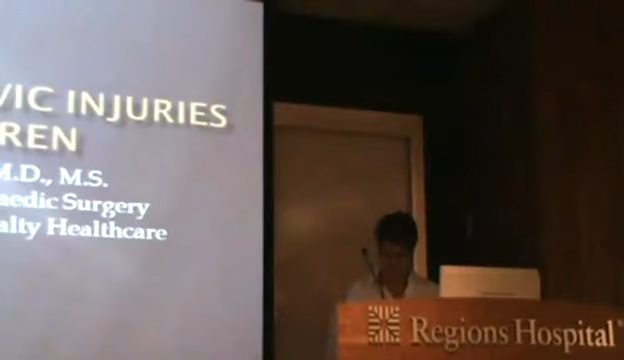 VIC INJURIES
REN
M.D., M.S.
aedic Surgery
alty Healthcare
Regions Hospital®